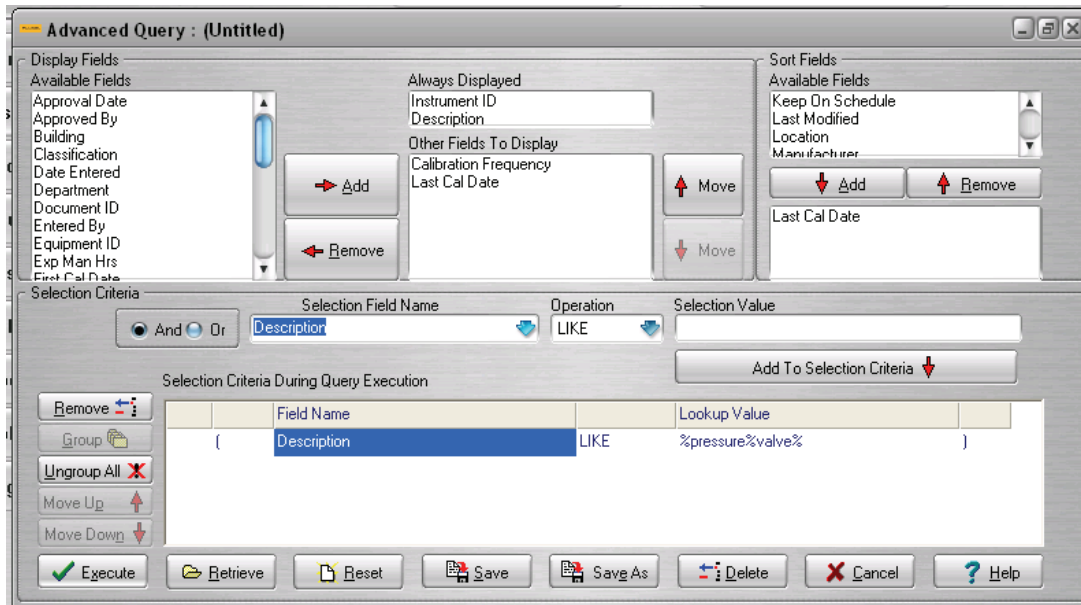 Advanced Query : (Untitled)
Display Fields
Available Fields
Approval Date
Approved By
Building
Classification
Date Entered
Department
Document ID
Entered By
Equipment ID
Exp Man Hrs
First Cal Date
Add
Remove
Always Displayed
Instrument ID
Description
Other Fields To Display
Calibration Frequency
Last Cal Date
Move
Move
Sort Fields
Available Fields
Keep On Schedule
Last Modified
Location
Manufacturer
Add
Remove
Last Cal Date
Selection Criteria
And
Or
Selection Field Name
Description
Operation
LIKE
Selection Value
Add To Selection Criteria
Selection Criteria During Query Execution
Remove
Group
Ungroup All
Move Up
Move Down
Field Name Lookup Value
( Description LIKE %pressure%valve% )
Execute Retrieve Reset Save Save As Delete Cancel Help